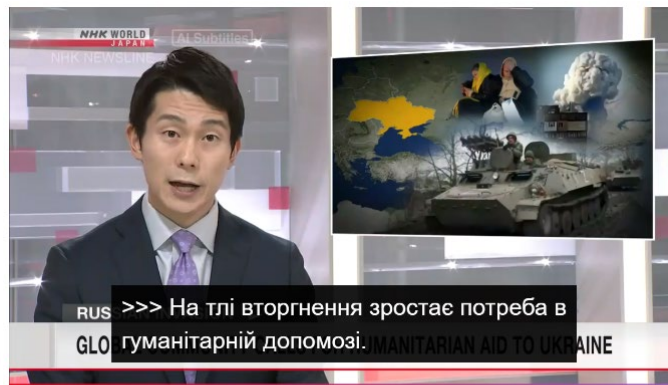 NHK WORLD
JAPAN
AI Subtitles
NHK NEWSLINE
RUS
>>> На тлі вторгнення зростає потреба в
гуманітарній допомозі.
GLO
HUMANITARIAN AID TO UKRAINE